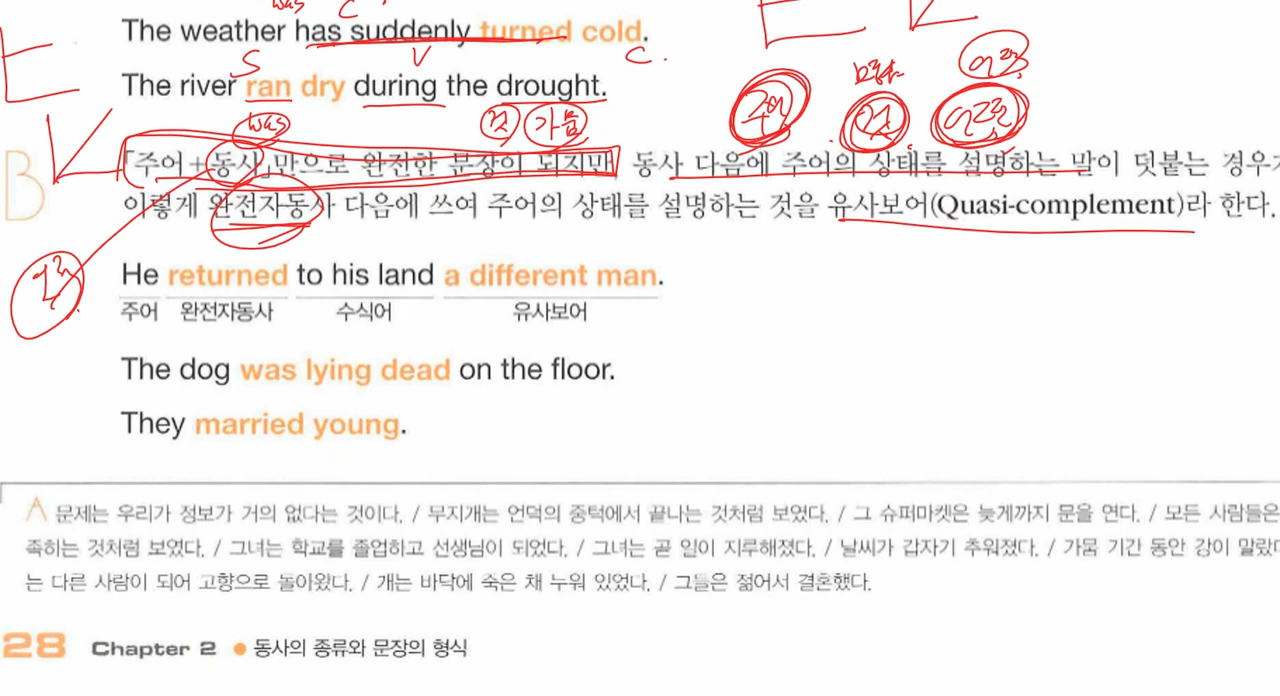 was C
The weather has suddenly turned cold.
S V C.
The river ran dry during the drought.
was 것 가뭄 주어
B 「주어+동사」만으로 완전한 문장이 되지만 동사 다음에 주어의 상태를 설명하는 말이 덧붙는 경우
이렇게 완전자동사 다음에 쓰여 주어의 상태를 설명하는 것을 유사보어(Quasi-complement)라 한다.
He returned to his land a different man.
주어 완전자동사 수식어 유사보어
The dog was lying dead on the floor.
They married young.
A 문제는 우리가 정보가 거의 없다는 것이다. / 무지개는 언덕의 중턱에서 끝나는 것처럼 보였다. / 그 슈퍼마켓은 늦게까지 문을 연다. / 모든 사람들은
족하는 것처럼 보였다. / 그녀는 학교를 졸업하고 선생님이 되었다. / 그녀는 곧 일이 지루해졌다. / 날씨가 갑자기 추워졌다. / 가뭄 기간 동안 강이 말랐다
는 다른 사람이 되어 고향으로 돌아왔다. / 개는 바닥에 죽은 채 누워 있었다. / 그들은 젊어서 결혼했다.
28 Chapter 2 ● 동사의 종류와 문장의 형식